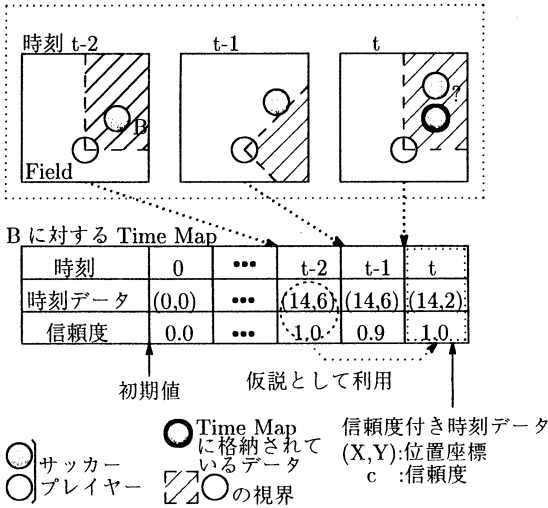 時刻 t-2
t-1
t
B
?
Field
B に対する Time Map
時刻 0 ••• t-2 t-1 t
時刻データ (0,0) ••• (14,6) (14,6) (14,2)
信頼度 0.0 ••• 1.0 0.9 1.0
初期値
仮説として利用
信頼度付き時刻データ
(X,Y):位置座標
c :信頼度
Time Map
に格納されて
いるデータ
サッカー
プレイヤー
の視界